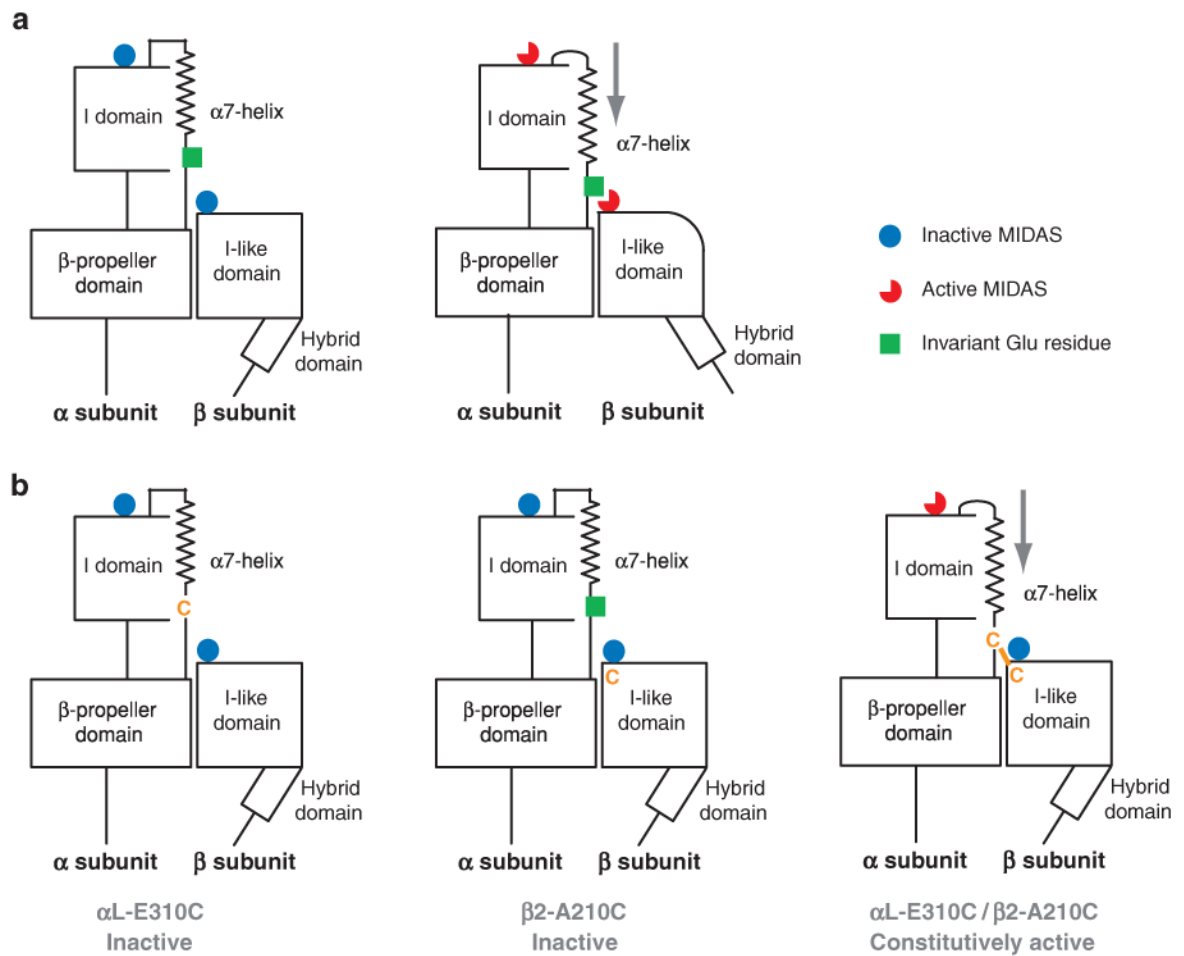 a
I domain
α7-helix
β-propeller
domain
I-like
domain
Hybrid
domain
α subunit
β subunit
I domain
α7-helix
β-propeller
domain
I-like
domain
Hybrid
domain
α subunit
β subunit
Inactive MIDAS
Active MIDAS
Invariant Glu residue
b
I domain
α7-helix
C
β-propeller
domain
I-like
domain
Hybrid
domain
α subunit
β subunit
αL-E310C
Inactive
I domain
α7-helix
C
β-propeller
domain
I-like
domain
Hybrid
domain
α subunit
β subunit
β2-A210C
Inactive
I domain
α7-helix
C
C
β-propeller
domain
I-like
domain
Hybrid
domain
α subunit
β subunit
αL-E310C / β2-A210C
Constitutively active